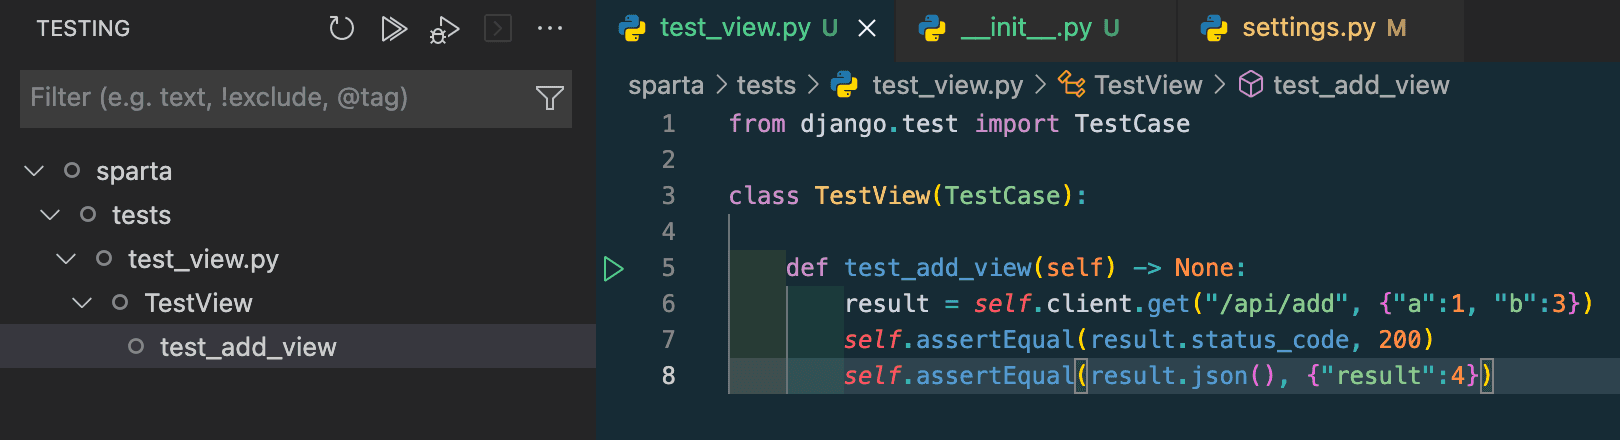 TESTING
Filter (e.g. text, !exclude, @tag)
sparta
tests
test_view.py
TestView
test_add_view
test_view.py U
__init__.py U
settings.py M
sparta > tests > test_view.py > TestView > test_add_view
1 from django.test import TestCase
2
3 class TestView(TestCase):
4
5 def test_add_view(self) -> None:
6 result = self.client.get("/api/add", {"a":1, "b":3})
7 self.assertEqual(result.status_code, 200)
8 self.assertEqual(result.json(), {"result":4})